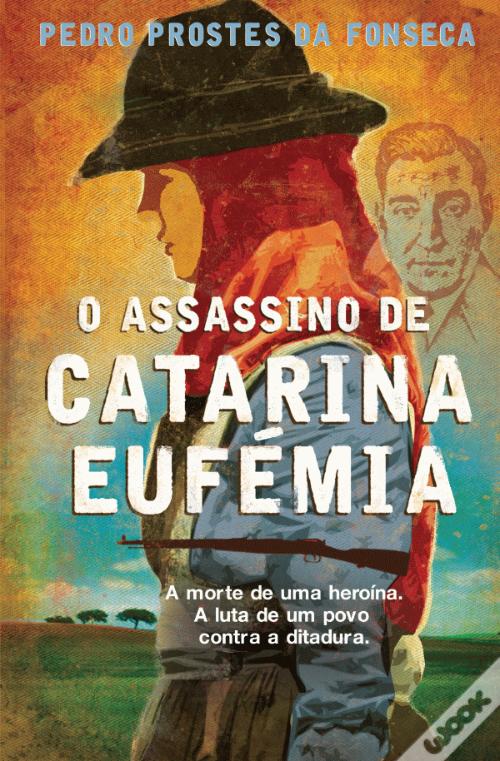 PEDRO PROSTES DA FONSECA
O ASSASSINO DE
CATARINA
EUFÉMIA
A morte de uma heroína.
A luta de um povo
contra a ditadura.
WOOK